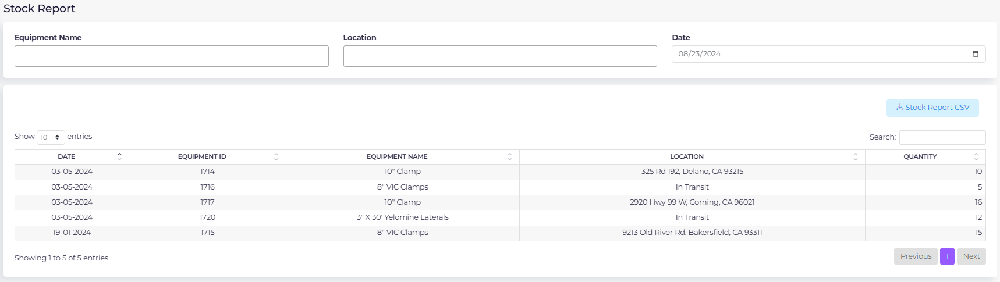 Stock Report
Equipment Name Location Date
08/23/2024
Stock Report CSV
Show 10 entries Search:
DATE EQUIPMENT ID EQUIPMENT NAME LOCATION QUANTITY
03-05-2024 1714 10" Clamp 325 Rd 192, Delano, CA 93215 10
03-05-2024 1716 8" VIC Clamps In Transit 5
03-05-2024 1717 10" Clamp 2920 Hwy 99 W, Corning, CA 96021 16
03-05-2024 1720 3" X 30' Yelomine Laterals In Transit 12
19-01-2024 1715 8" VIC Clamps 9213 Old River Rd. Bakersfield, CA 93311 15
Showing 1 to 5 of 5 entries Previous 1 Next